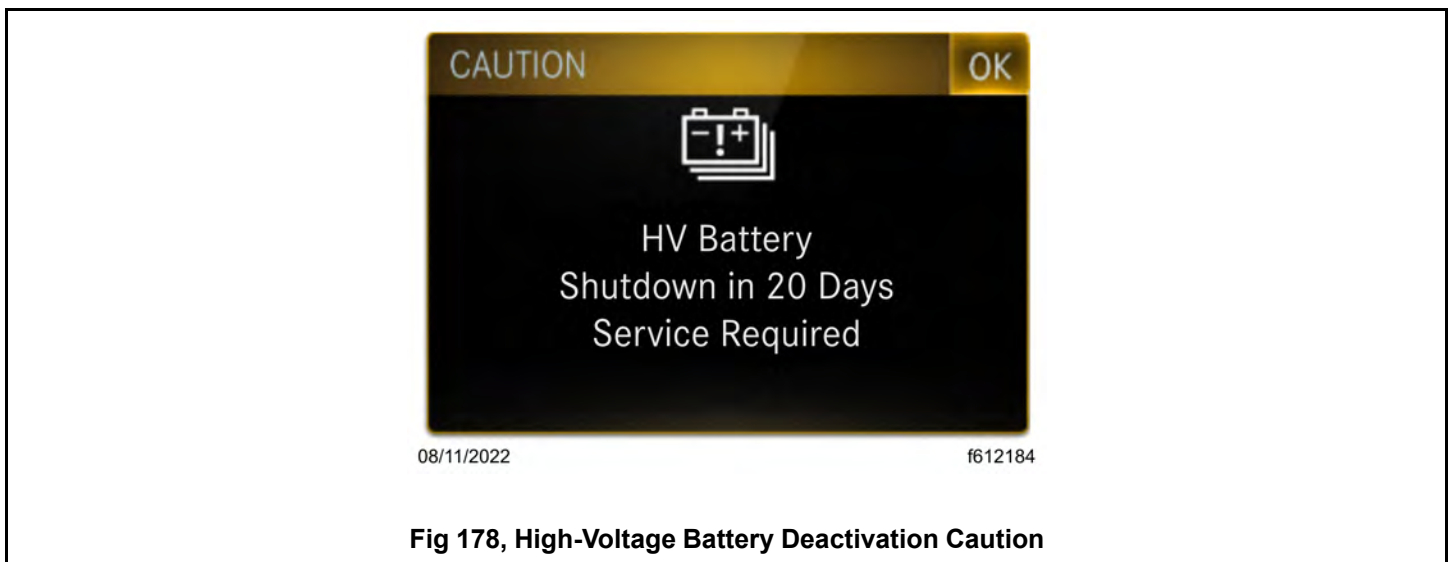 CAUTION
OK
HV Battery
Shutdown in 20 Days
Service Required
08/11/2022
f612184
Fig 178, High-Voltage Battery Deactivation Caution